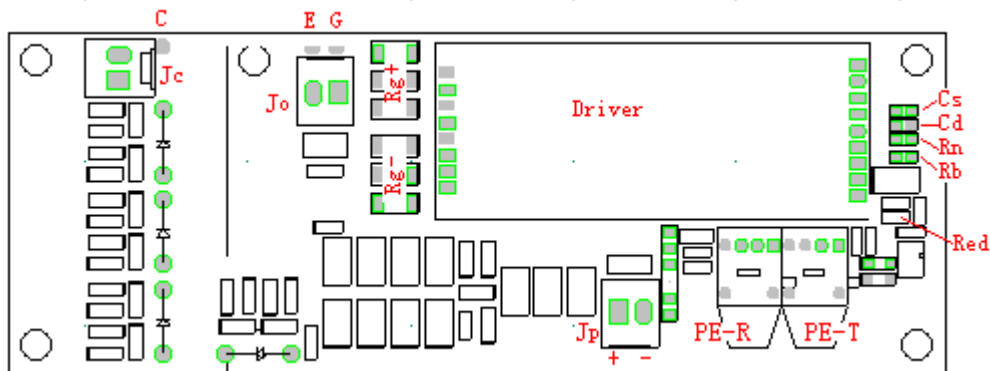 C
E G
Jc
Jo
Rg+
Rg-
Driver
Cs
Cd
Rn
Rb
Red
Jp
+ -
PE-R
PE-T